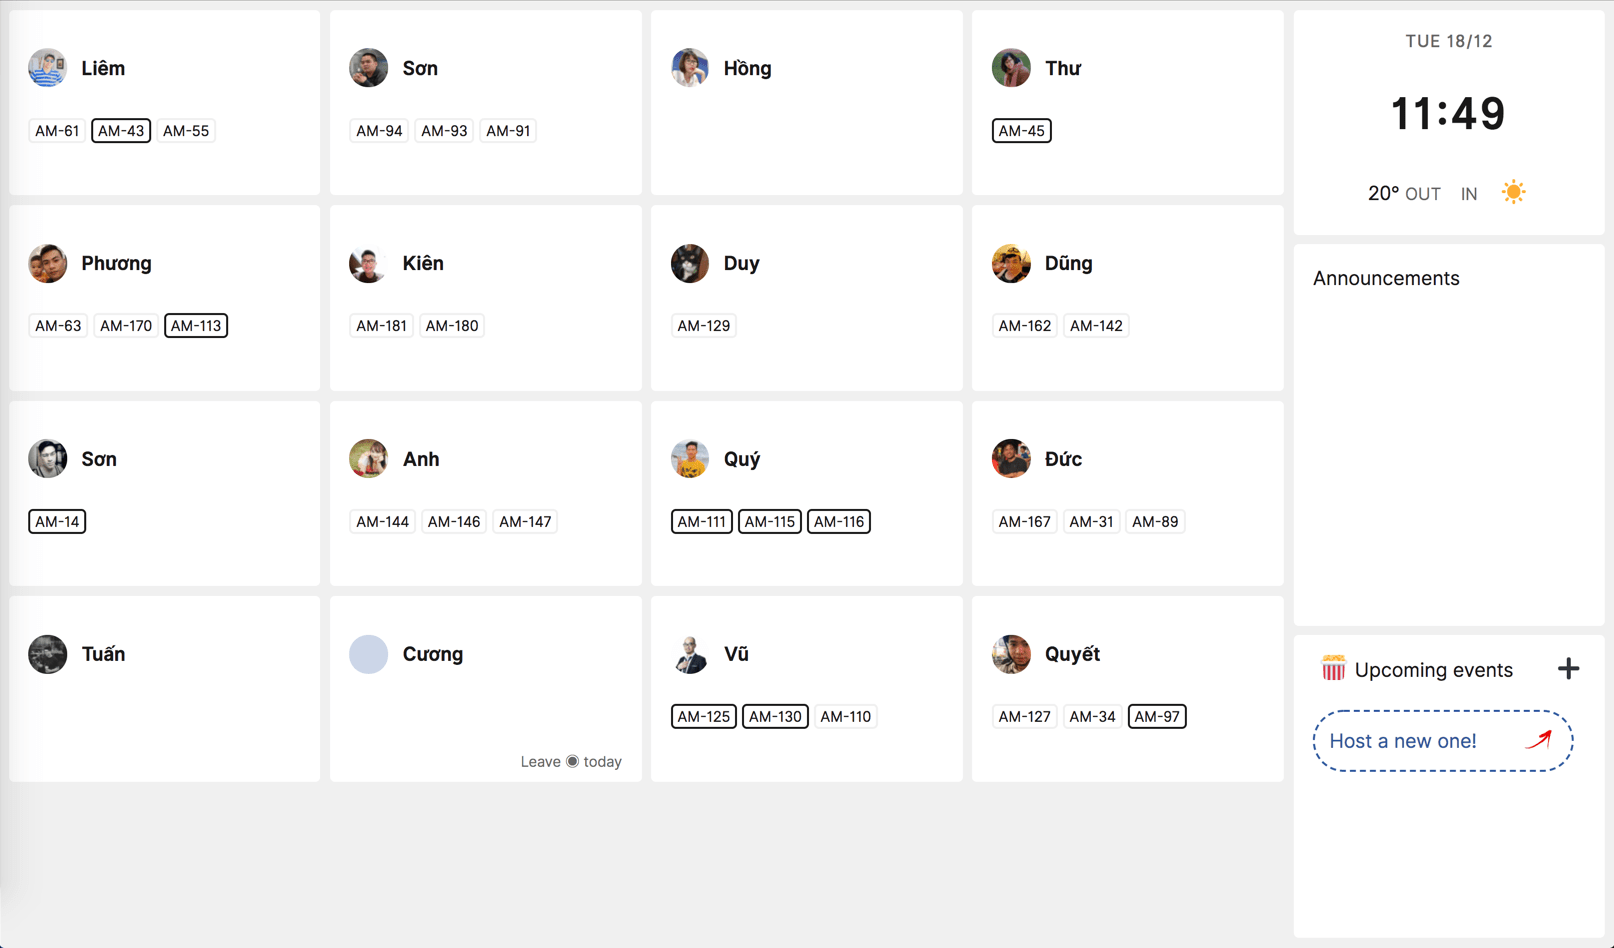 Liêm
AM-61 AM-43 AM-55
Sơn
AM-94 AM-93 AM-91
Hồng
Thư
AM-45
Phương
AM-63 AM-170 AM-113
Kiên
AM-181 AM-180
Duy
AM-129
Dũng
AM-162 AM-142
Sơn
AM-14
Anh
AM-144 AM-146 AM-147
Quý
AM-111 AM-115 AM-116
Đức
AM-167 AM-31 AM-89
Tuấn
Cương
Leave ◉ today
Vũ
AM-125 AM-130 AM-110
Quyết
AM-127 AM-34 AM-97
TUE 18/12
11:49
20° OUT IN
Announcements
Upcoming events
Host a new one!